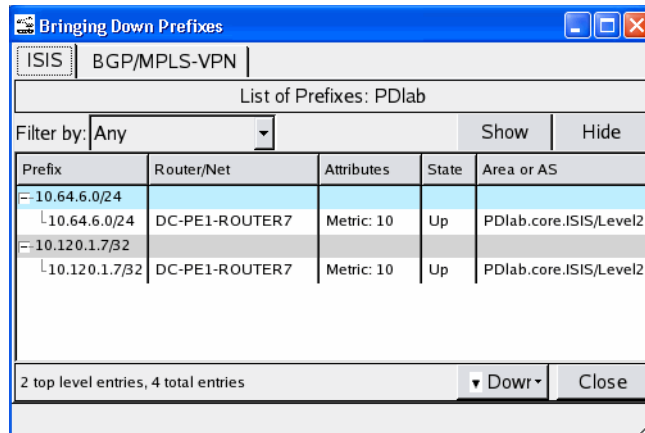 Bringing Down Prefixes
ISIS BGP/MPLS-VPN
List of Prefixes: PDlab
Filter by: Any Show Hide
Prefix Router/Net Attributes State Area or AS
10.64.6.0/24
10.64.6.0/24 DC-PE1-ROUTER7 Metric: 10 Up PDlab.core.ISIS/Level2
10.120.1.7/32
10.120.1.7/32 DC-PE1-ROUTER7 Metric: 10 Up PDlab.core.ISIS/Level2
2 top level entries, 4 total entries Dowr Close